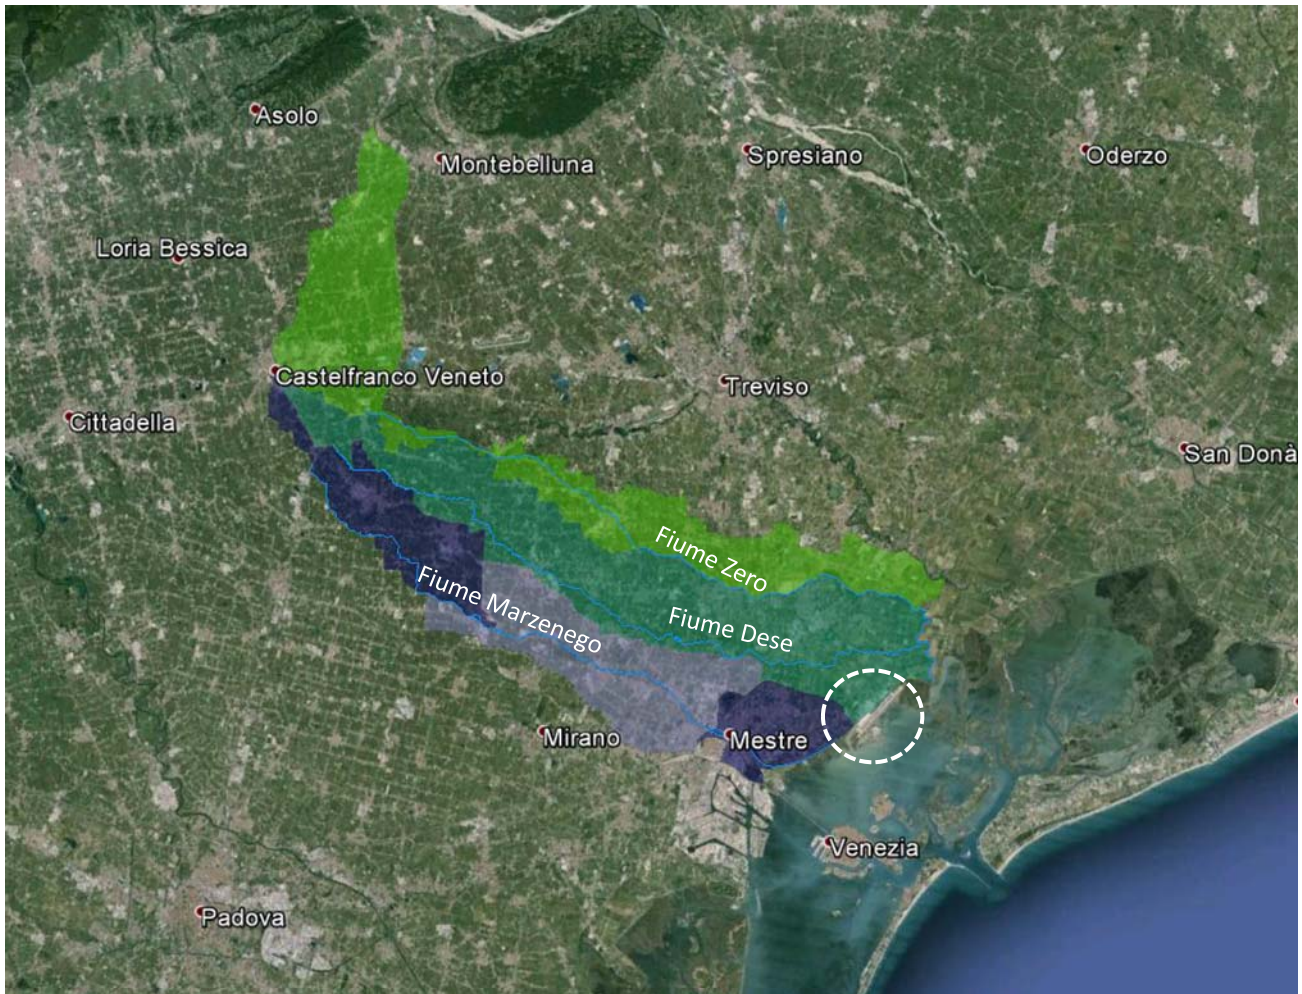 Asolo
Montebelluna
Spresiano
Oderzo
Loria Bessica
Castelfranco Veneto
Treviso
Cittadella
San Donà
Fiume Zero
Fiume Marzenego
Fiume Dese
Mirano
Mestre
Venezia
Padova